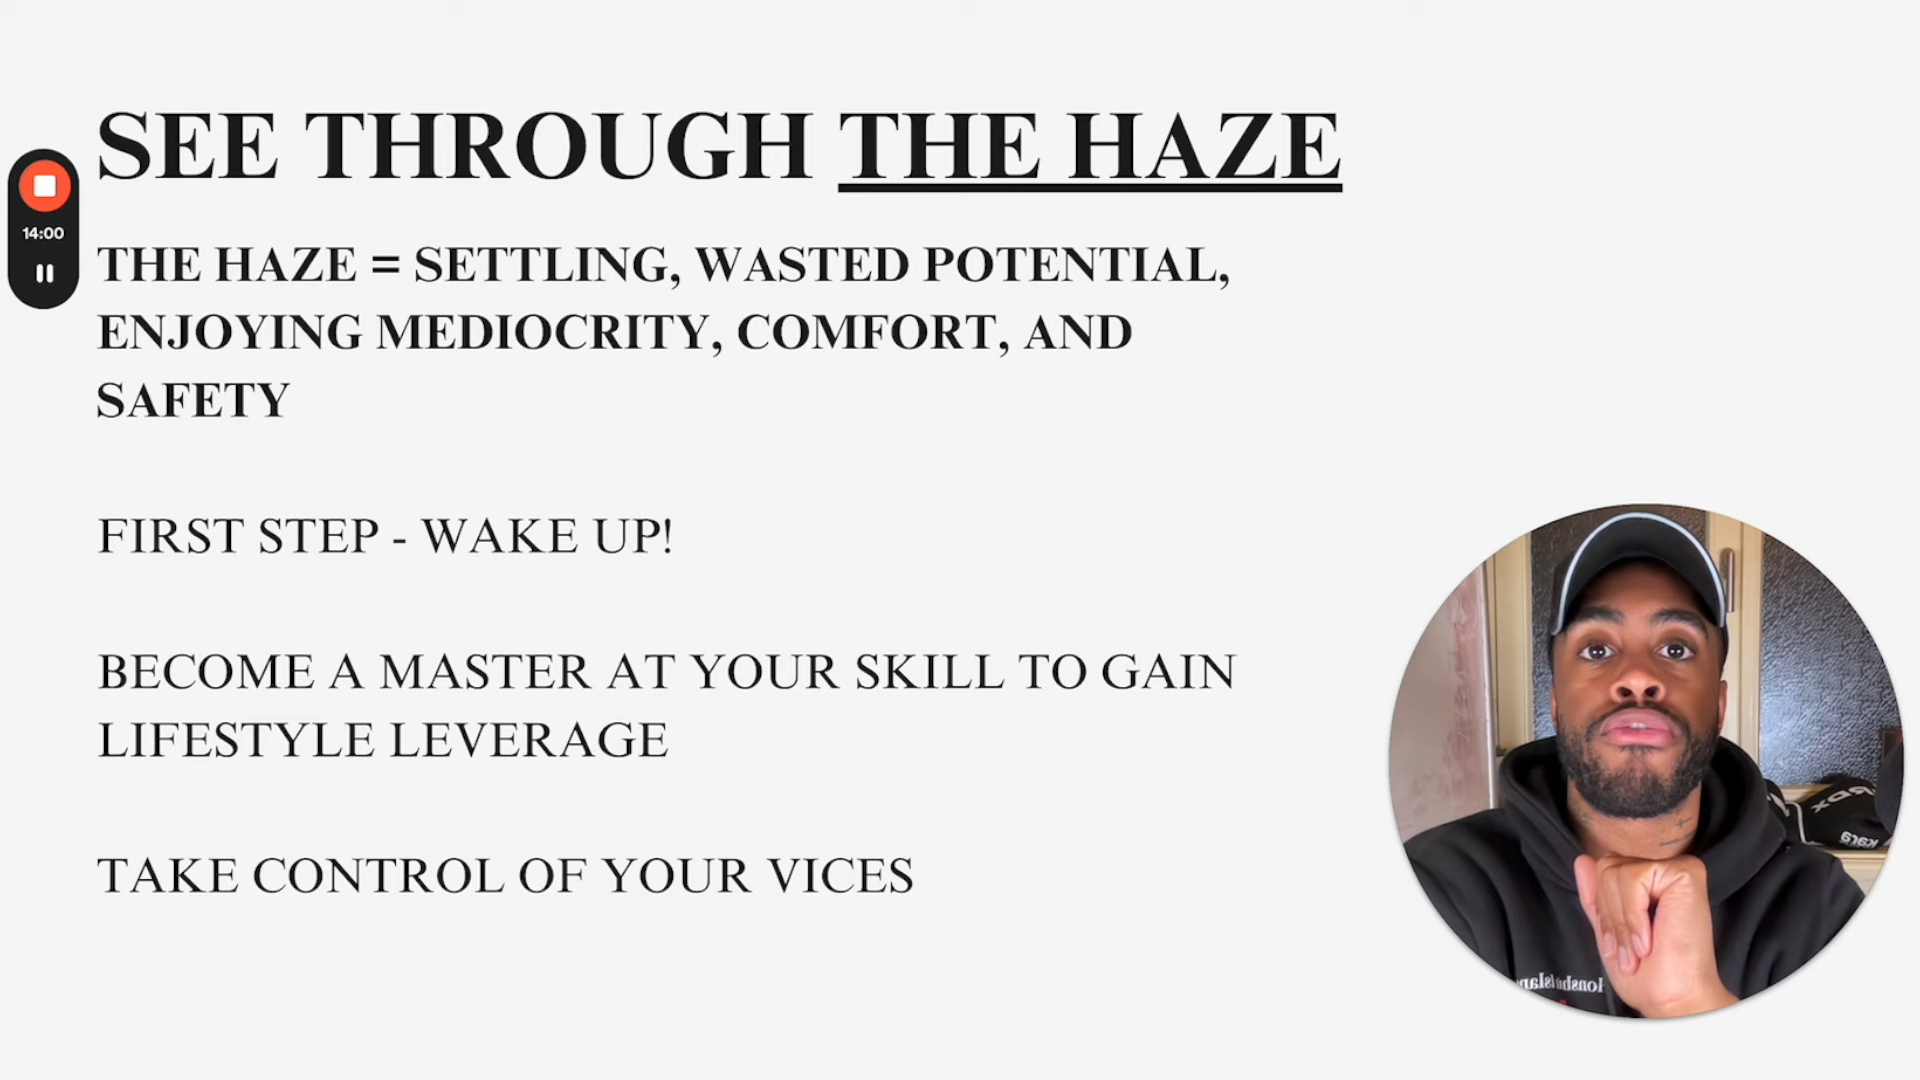 SEE THROUGH THE HAZE
14:00
THE HAZE = SETTLING, WASTED POTENTIAL,
ENJOYING MEDIOCRITY, COMFORT, AND
SAFETY
FIRST STEP - WAKE UP!
BECOME A MASTER AT YOUR SKILL TO GAIN
LIFESTYLE LEVERAGE
TAKE CONTROL OF YOUR VICES